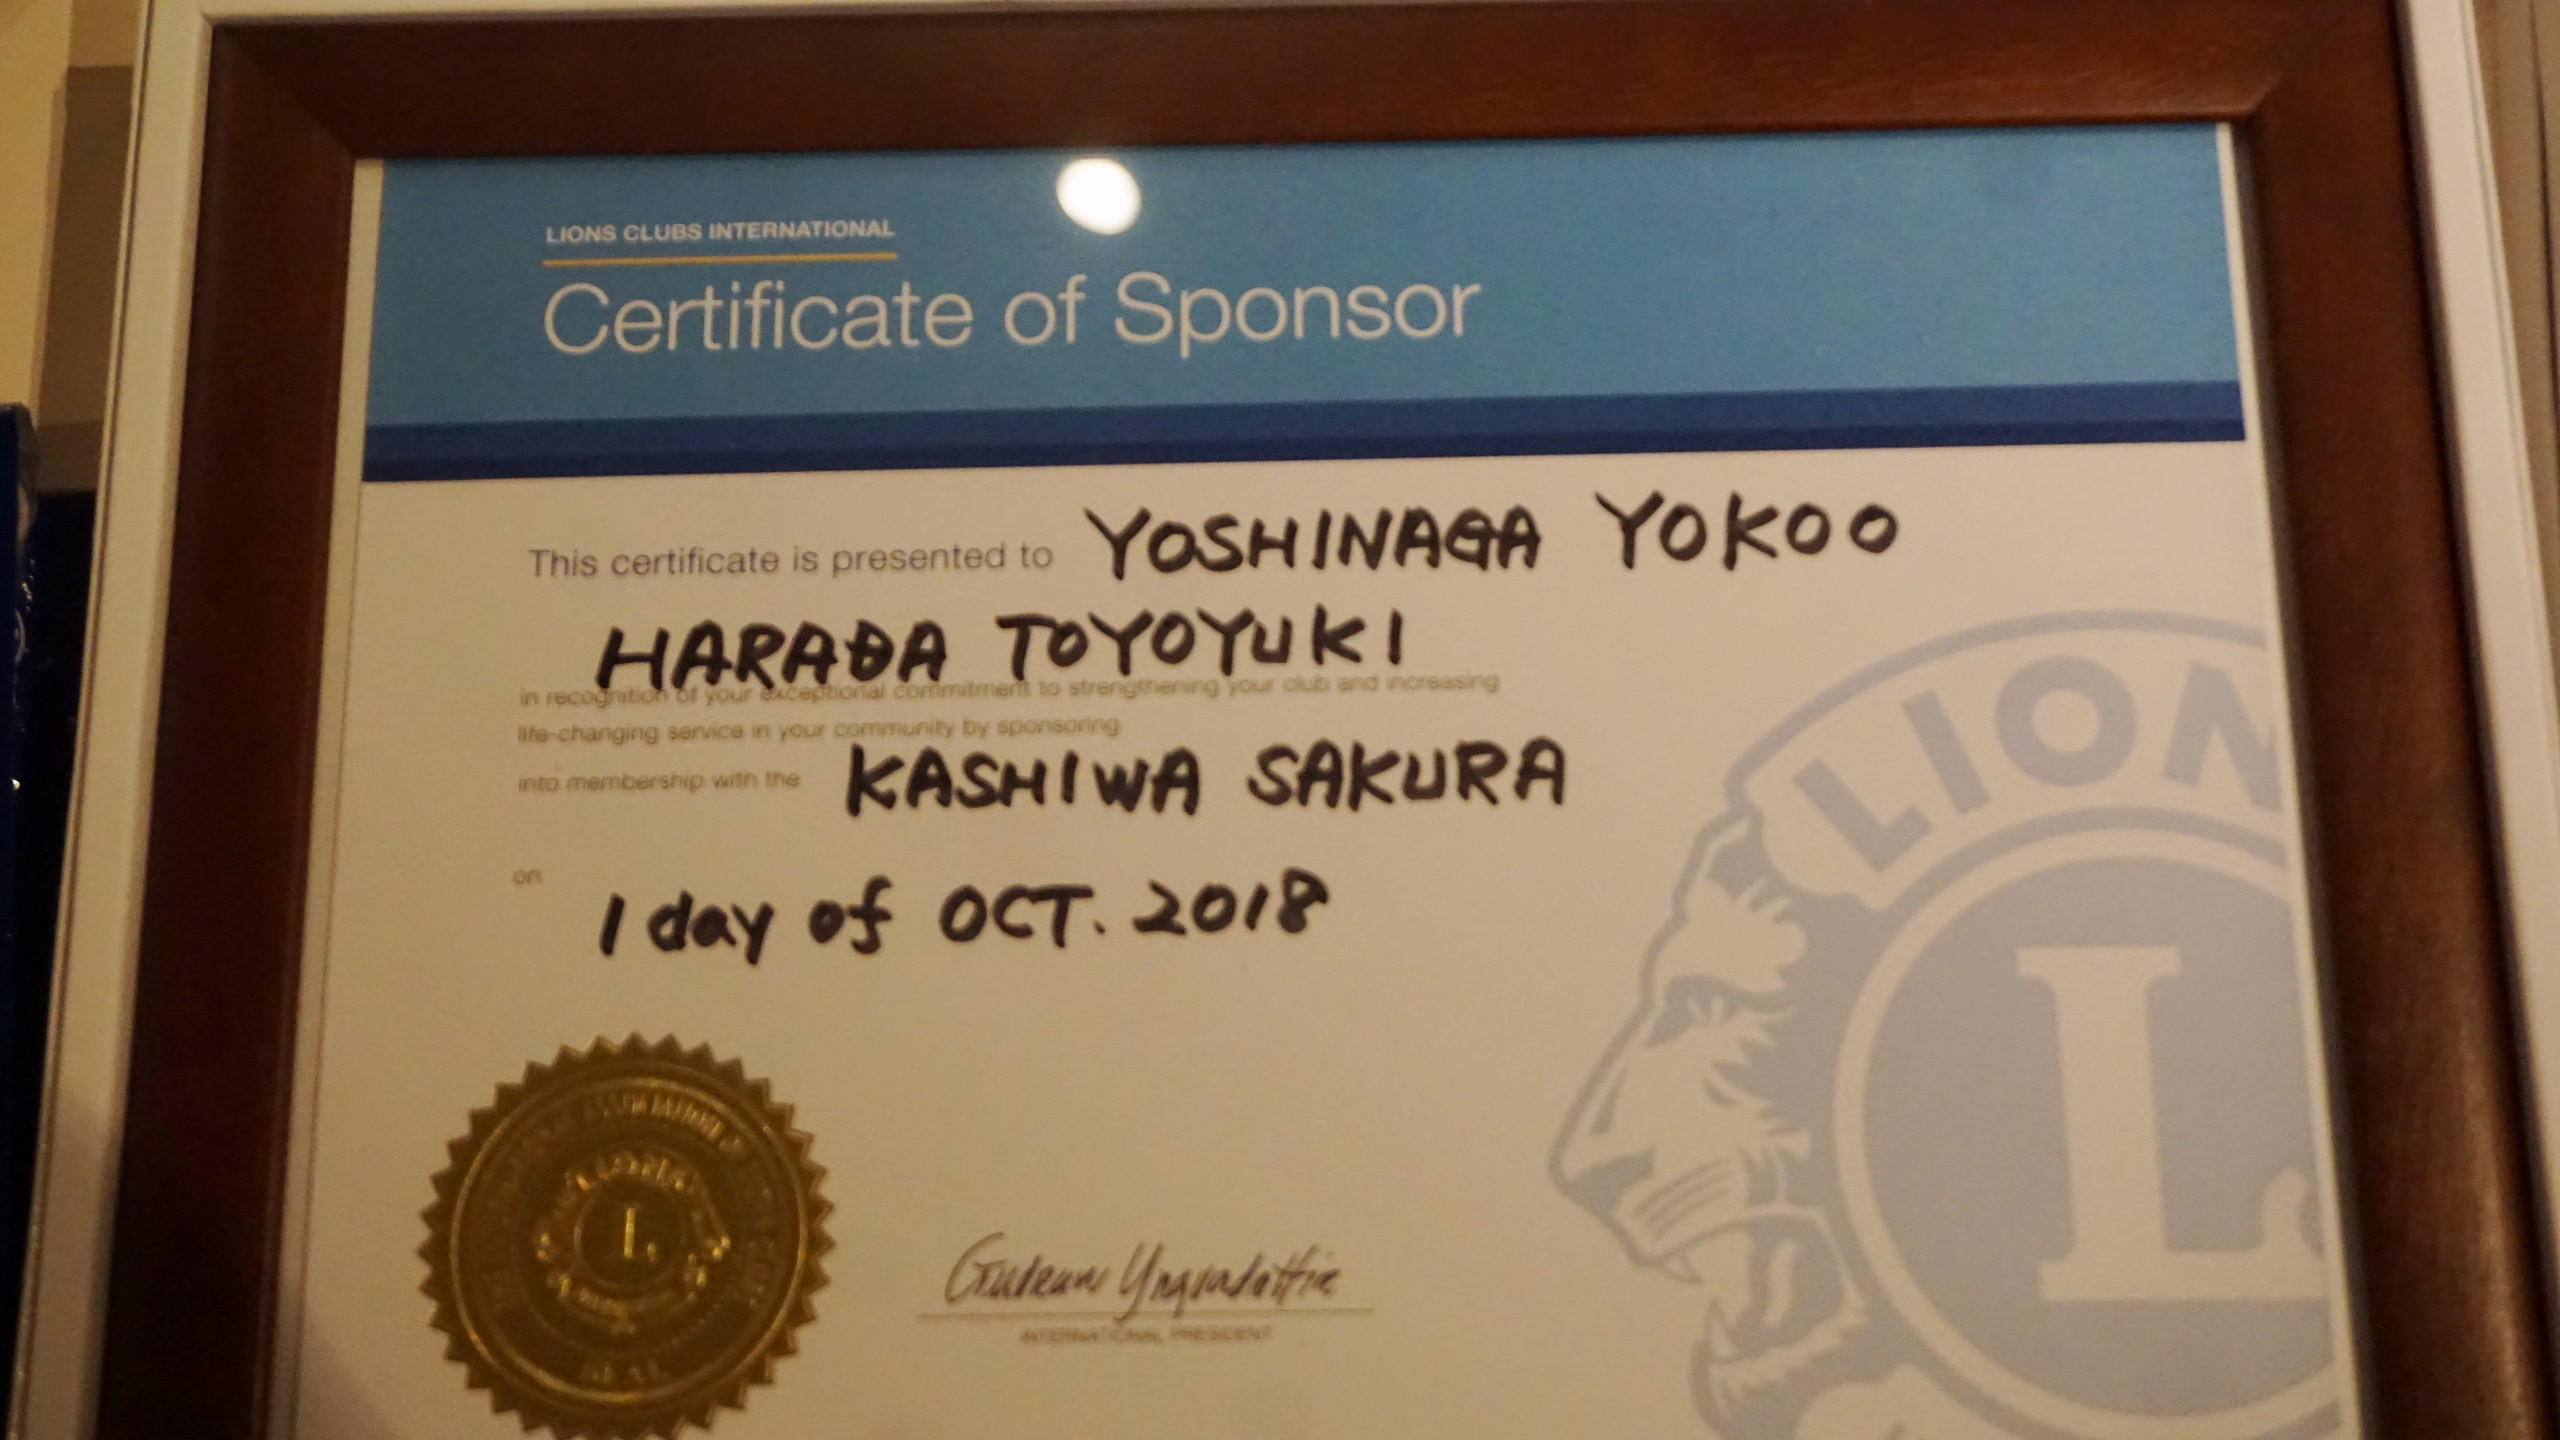 LIONS CLUBS INTERNATIONAL
Certificate of Sponsor
This certificate is presented to YOSHINAGA YOKOO
HARADA TOYOYUKI
in recognition of your exceptional commitment to strengthening your club and increasing
life-changing service in your community by sponsoring
into membership with the KASHIWA SAKURA
on
1 day of OCT. 2018
LION
L
LIONS
L
SEAL
INTERNATIONAL PRESIDENT